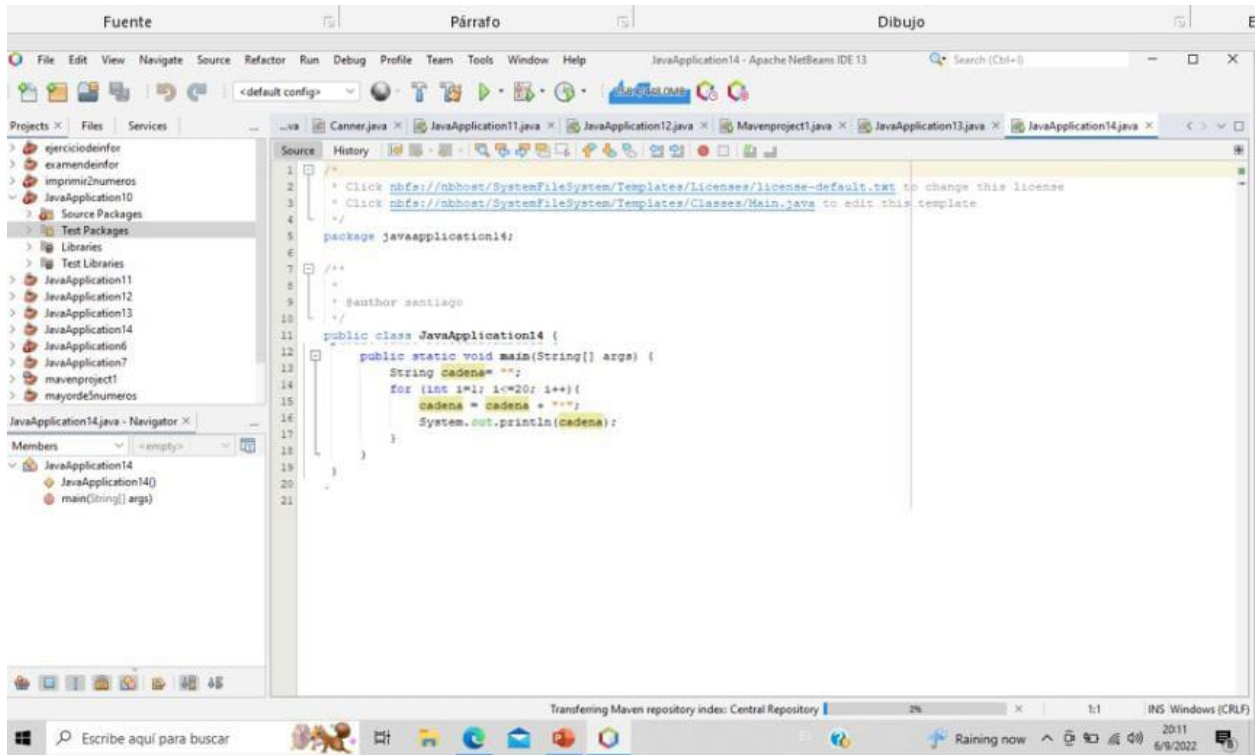 Fuente Párrafo Dibujo
File Edit View Navigate Source Refactor Run Debug Profile Team Tools Window Help JavaApplication14 - Apache NetBeans IDE 13 Search (Ctrl+I)
<default config>
Projects Files Services
...va Canner.java JavaApplication11.java JavaApplication12.java Mavenproject1.java JavaApplication13.java JavaApplication14.java
ejerciciodeinfor
examendeinfor
imprimir2numeros
JavaApplication10
Source Packages
Test Packages
Libraries
Test Libraries
JavaApplication11
JavaApplication12
JavaApplication13
JavaApplication14
JavaApplication6
JavaApplication7
mavenproject1
mayorde5numeros
JavaApplication14.java - Navigator
Members <empty>
JavaApplication14
JavaApplication14()
main(String[] args)
Source History
1 /*
2 * Click nbfs://nbhost/SystemFileSystem/Templates/Licenses/license-default.txt to change this license
3 * Click nbfs://nbhost/SystemFileSystem/Templates/Classes/Main.java to edit this template
4 */
5 package javaapplication14;
6
7 /**
8 *
9 * @author santiago
10 */
11 public class JavaApplication14 {
12 public static void main(String[] args) {
13 String cadena= "";
14 for (int i=1; i<=20; i++){
15 cadena = cadena + "*";
16 System.out.println(cadena);
17 }
18 }
19 }
20
21
Transferring Maven repository index: Central Repository 2% 1:1 INS Windows (CRLF)
Escribe aquí para buscar Raining now 20:11
6/9/2022